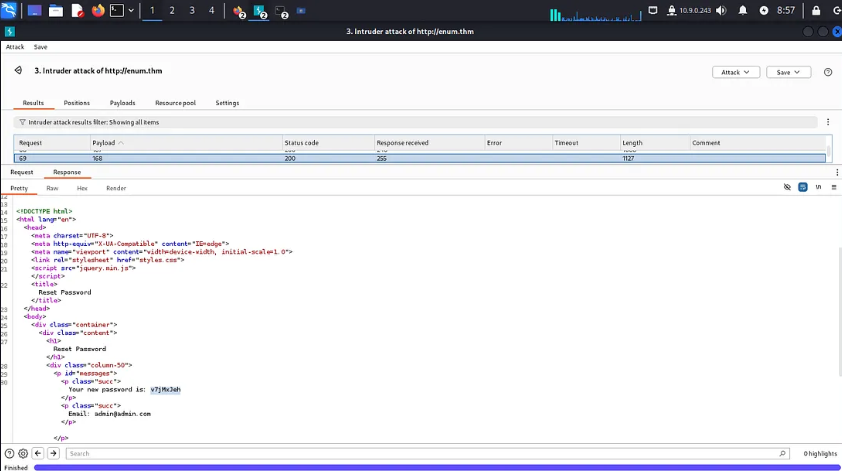 1 2 3 4 2 2 2 10.9.0.243 8:57
3. Intruder attack of http://enum.thm
Attack Save
3. Intruder attack of http://enum.thm
Attack Save
Results Positions Payloads Resource pool Settings
Intruder attack results filter: Showing all items
Request Payload Status code Response received Error Timeout Length Comment
69 168 200 255 1127
Request Response
Pretty Raw Hex Render
12
13
14 <!DOCTYPE html>
15 <html lang="en">
16 <head>
17 <meta charset="UTF-8">
18 <meta http-equiv="X-UA-Compatible" content="IE=edge">
19 <meta name="viewport" content="width=device-width, initial-scale=1.0">
20 <link rel="stylesheet" href="styles.css">
21 <script src="jquery.min.js">
</script>
22 <title>
Reset Password
</title>
23 </head>
24 <body>
25 <div class="container">
26 <div class="content">
27 <h1>
Reset Password
</h1>
28 <div class="column-50">
29 <p id="messages">
30 <p class="succ">
Your new password is: v7jMxJeh
</p>
<p class="succ">
Email: admin@admin.com
</p>
</p>
Search 0 highlights
Finished